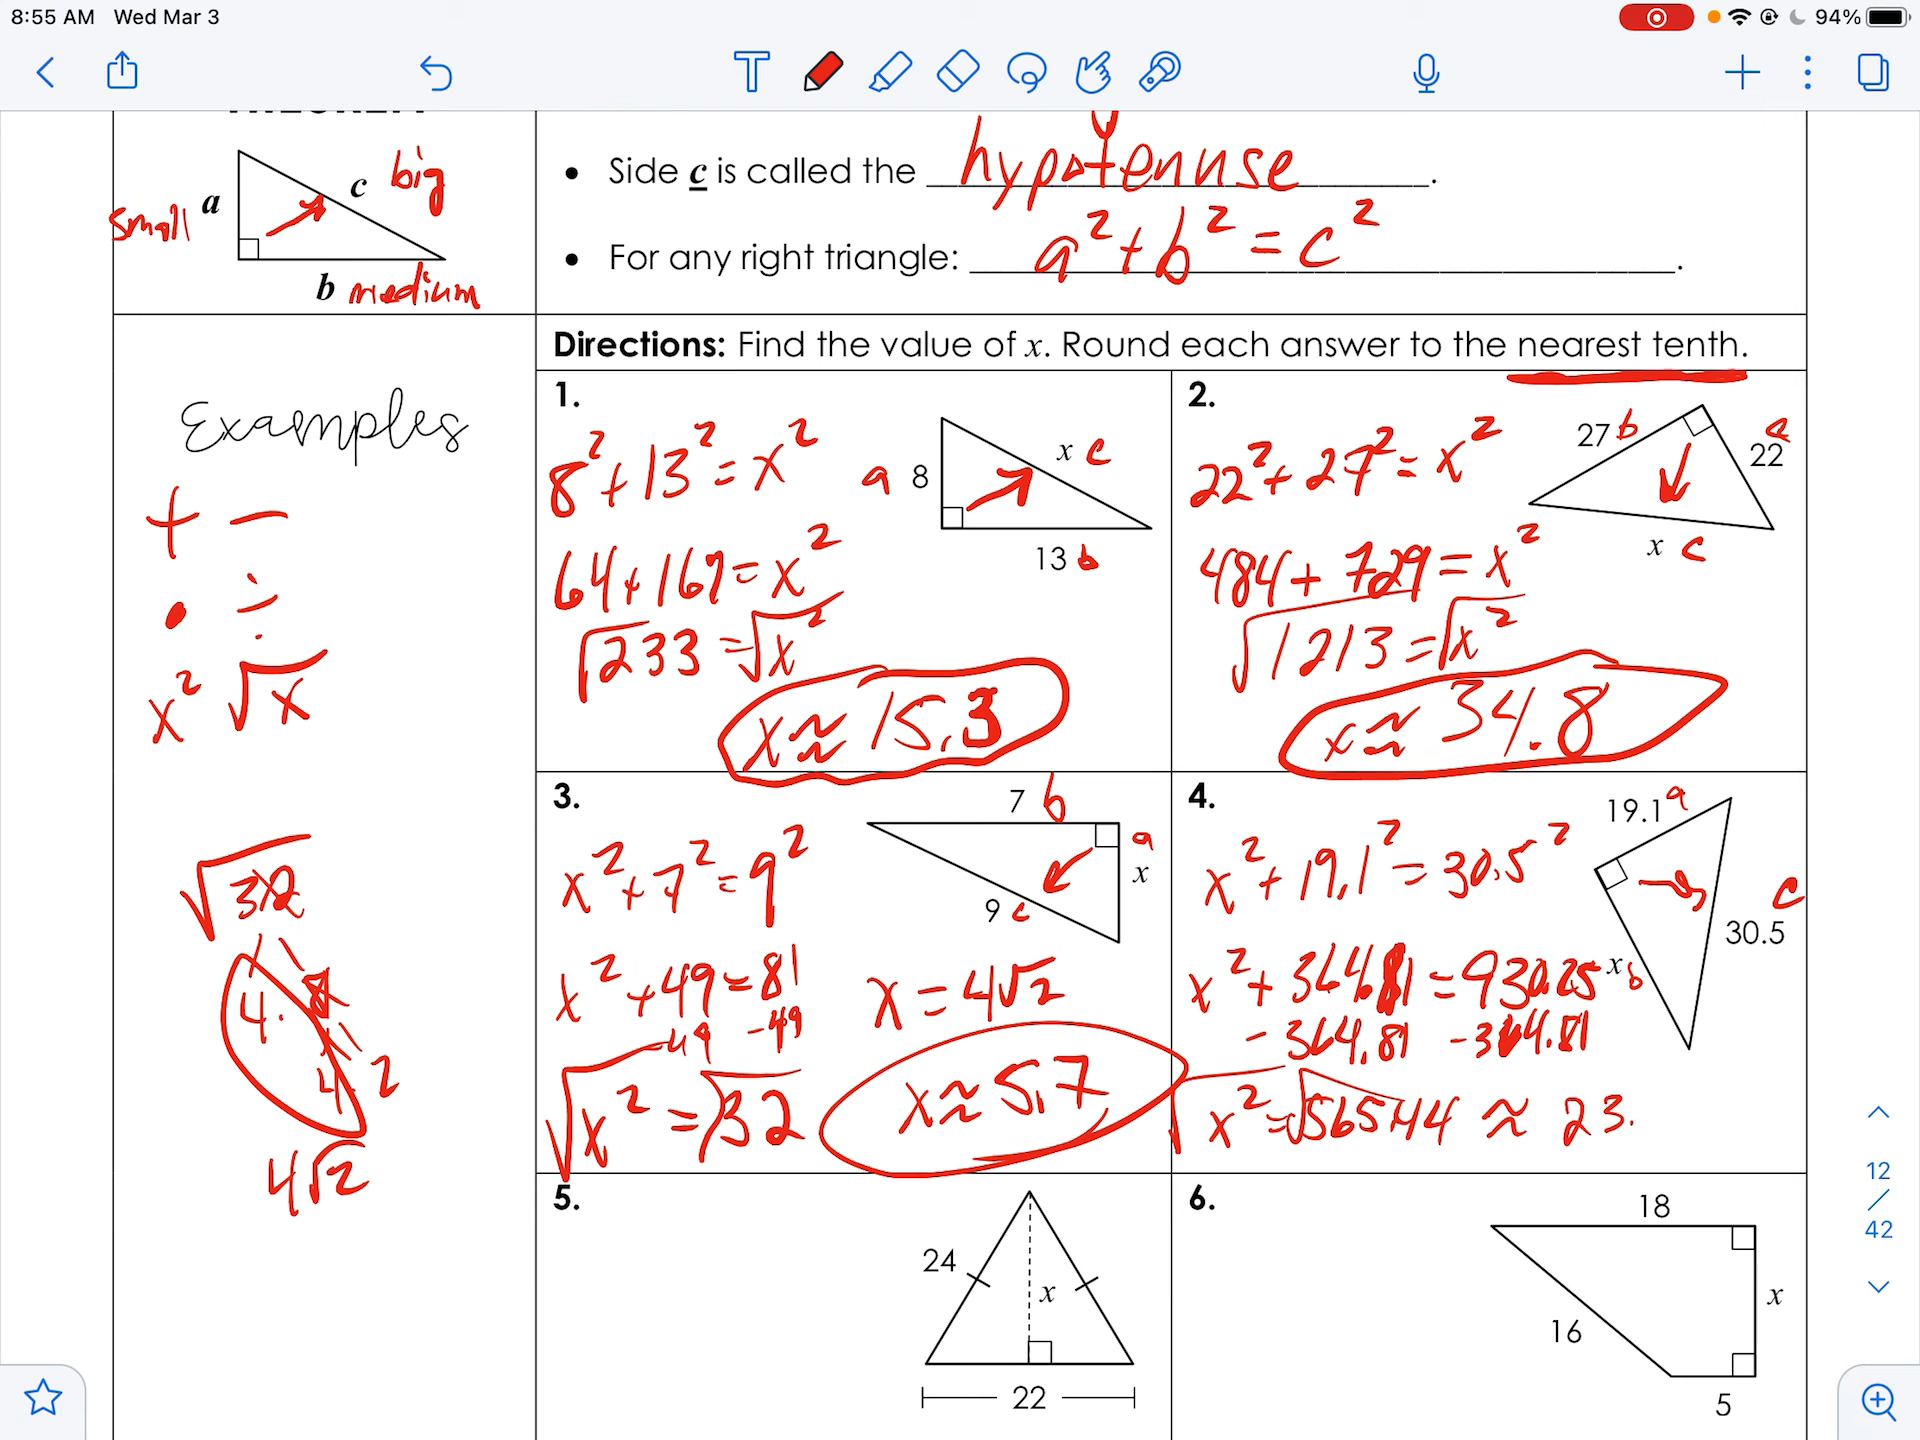 8:55 AM Wed Mar 3
94%
T
a
small
c big
b medium
• Side c is called the hypotenuse.
• For any right triangle: a² + b² = c².
Directions: Find the value of x. Round each answer to the nearest tenth.
Examples
+ −
• ÷
x² √x
√32
4 · 8
4 · 2
4√2
1.
8² + 13² = x²
64 + 169 = x²
√233 = √x²
x ≈ 15.3
a 8
x c
13 b
2.
22² + 27² = x²
484 + 729 = x²
√1213 = √x²
x ≈ 34.8
27 b
a
22
x c
3.
x² + 7² = 9²
x² + 49 = 81
-49 -49
√x² = √32
x = 4√2
x ≈ 5.7
7 b
a
x
9 c
4.
x² + 19.1² = 30.5²
x² + 364.81 = 930.25
- 364.81 - 364.81
√x² = √565.44 ≈ 23.
19.1 a
c
30.5
x b
5.
24
x
22
6.
18
x
16
5
12
/
42